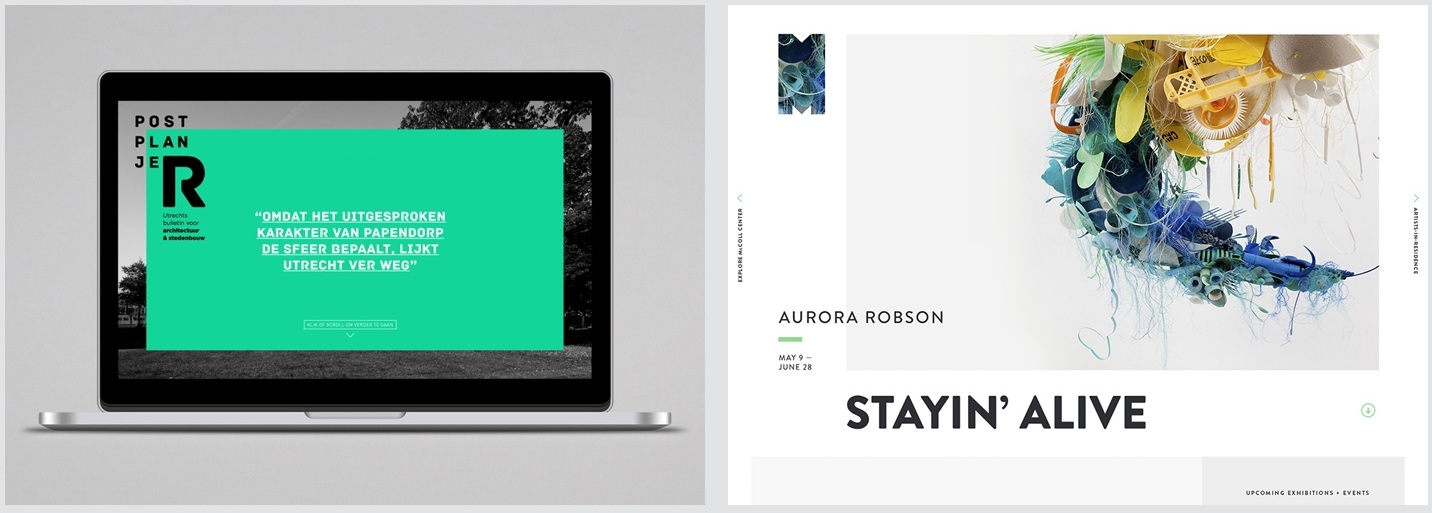 POST
PLAN
JE
R
Utrechts
bulletin voor
architectuur
& stedenbouw
“OMDAT HET UITGESPROKEN
KARAKTER VAN PAPENDORP
DE SFEER BEPAALT, LIJKT
UTRECHT VER WEG”
KLIK OF SCROLL OM VERDER TE GAAN
EXPLORE McCOLL CENTER
AURORA ROBSON
MAY 9 –
JUNE 28
STAYIN’ ALIVE
ARTISTS-IN-RESIDENCE
UPCOMING EXHIBITIONS + EVENTS